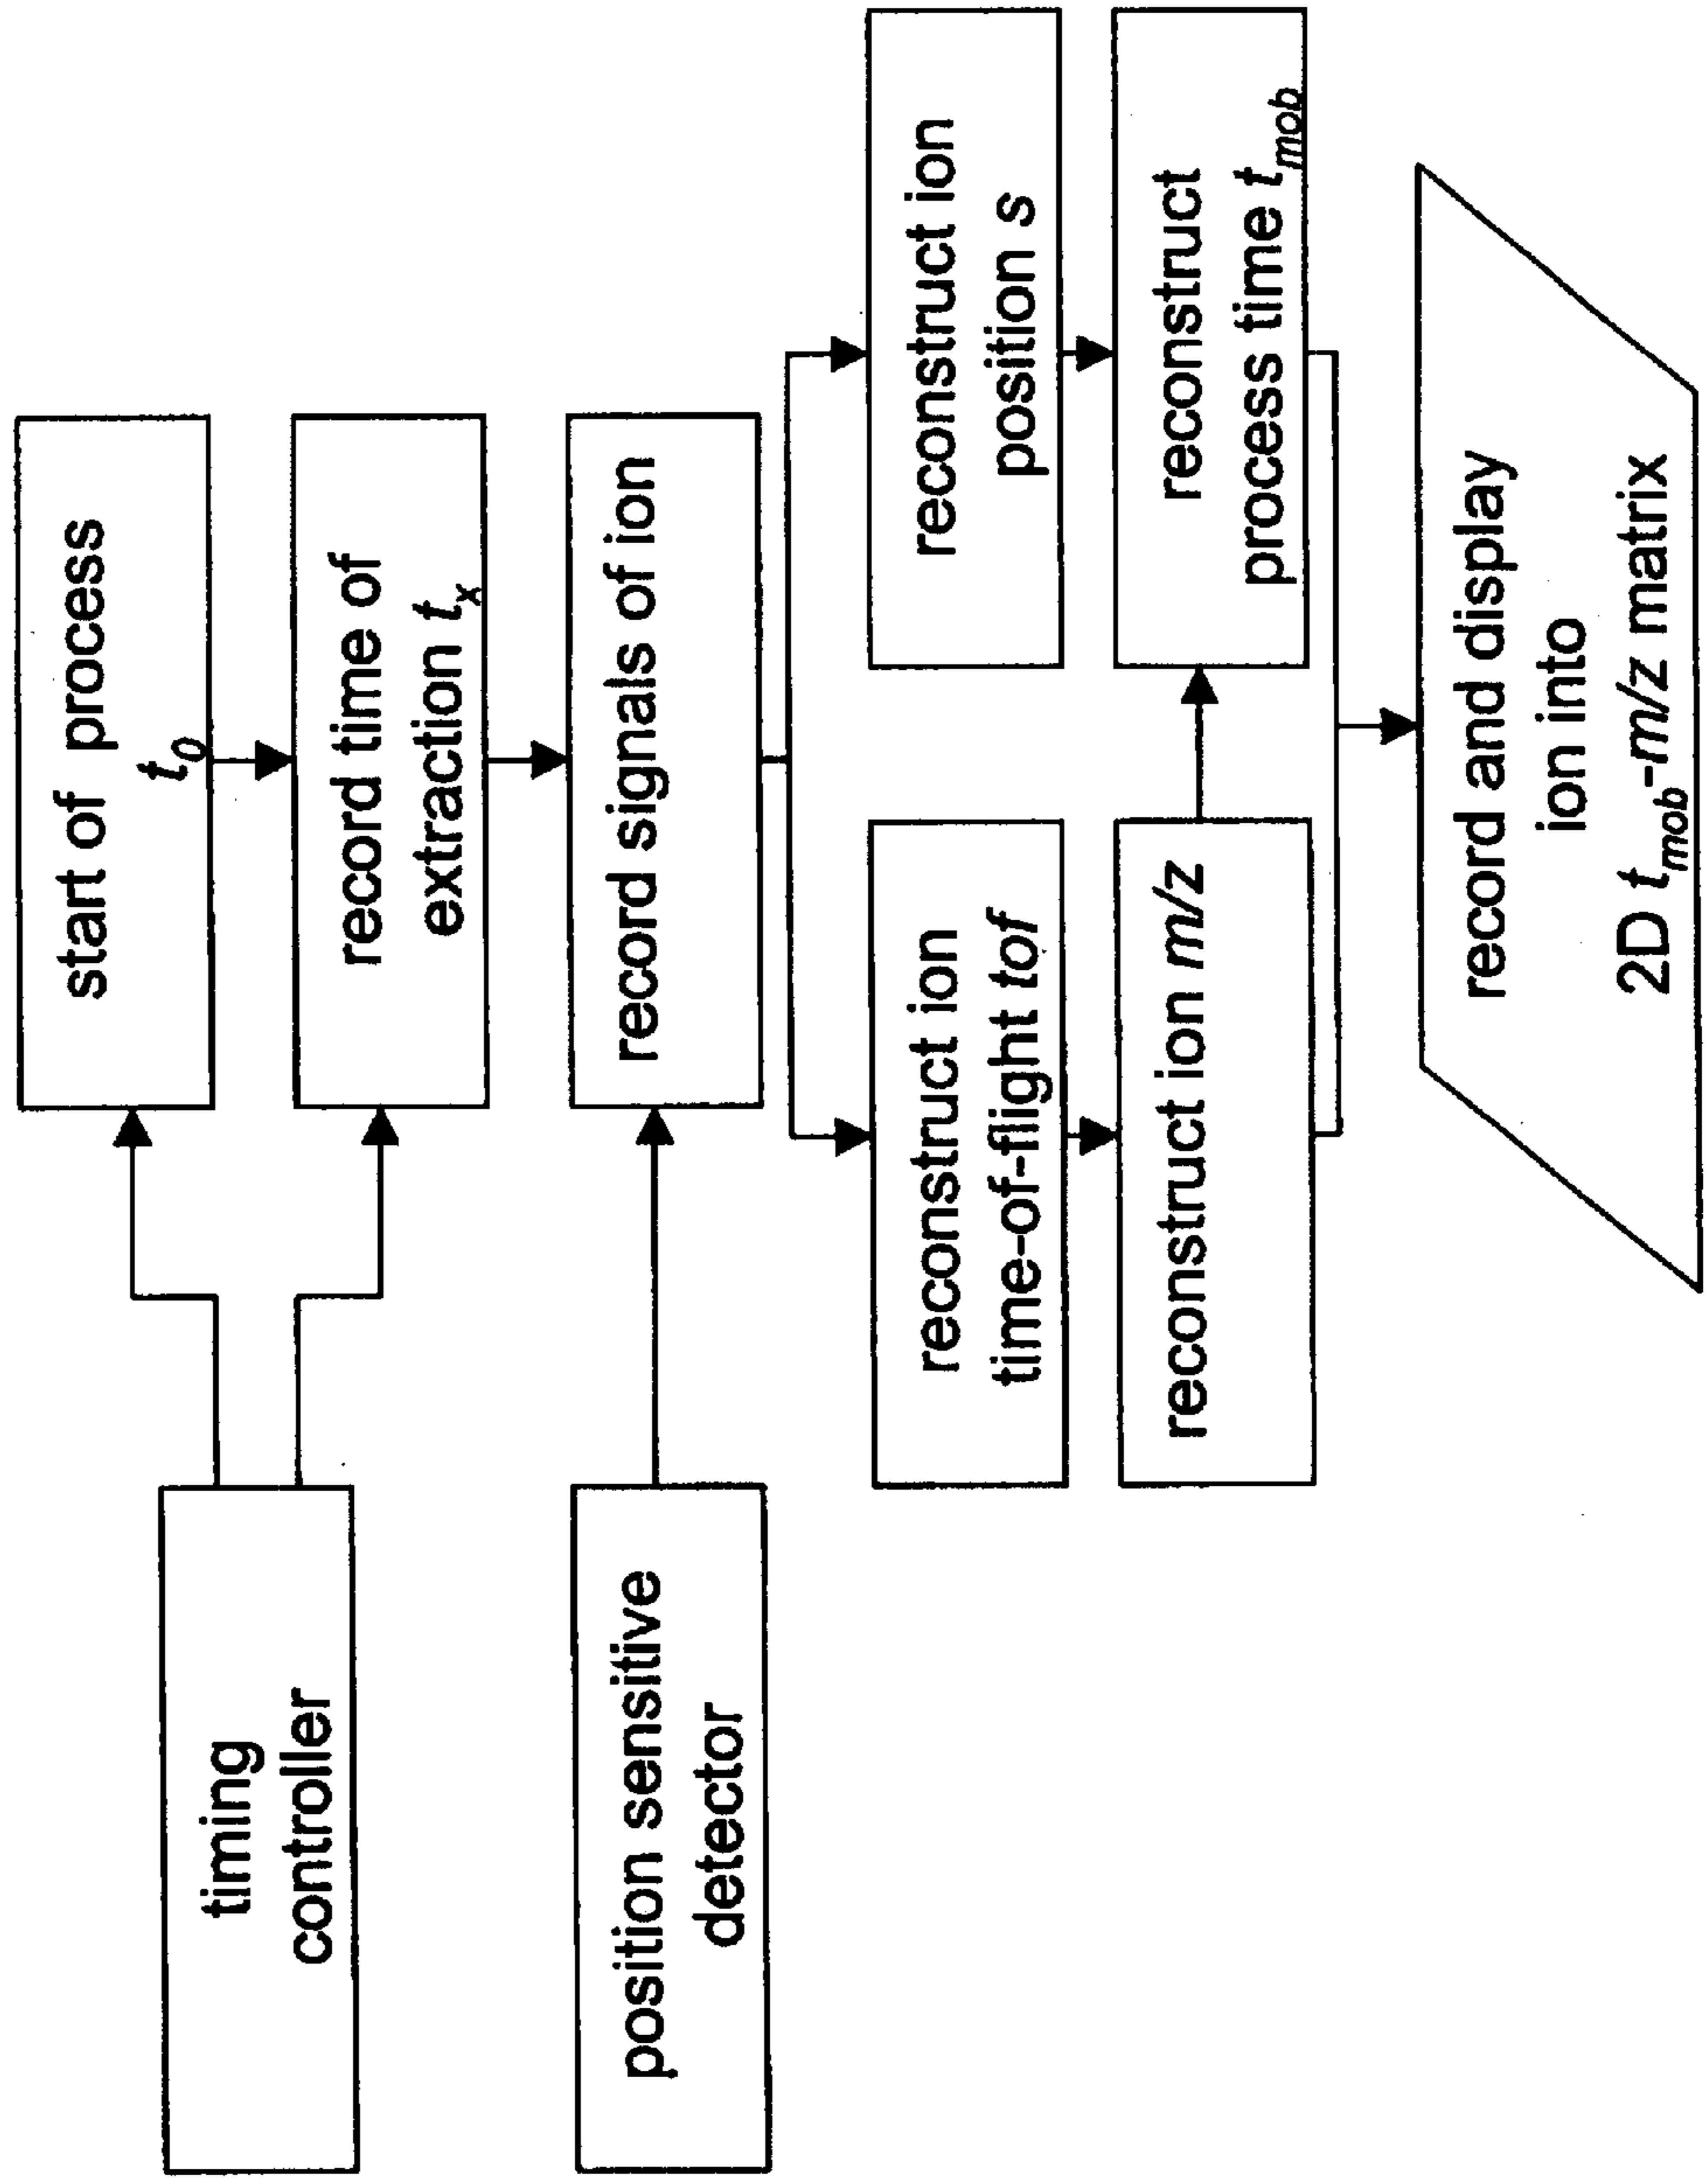 timing
controller
start of process
t0
record time of
extraction tx
position sensitive
detector
record signals of ion
reconstruct ion
time-of-flight tof
reconstruct ion
position s
reconstruct ion m/z
reconstruct
process time tmob
record and display
ion into
2D tmob-m/z matrix